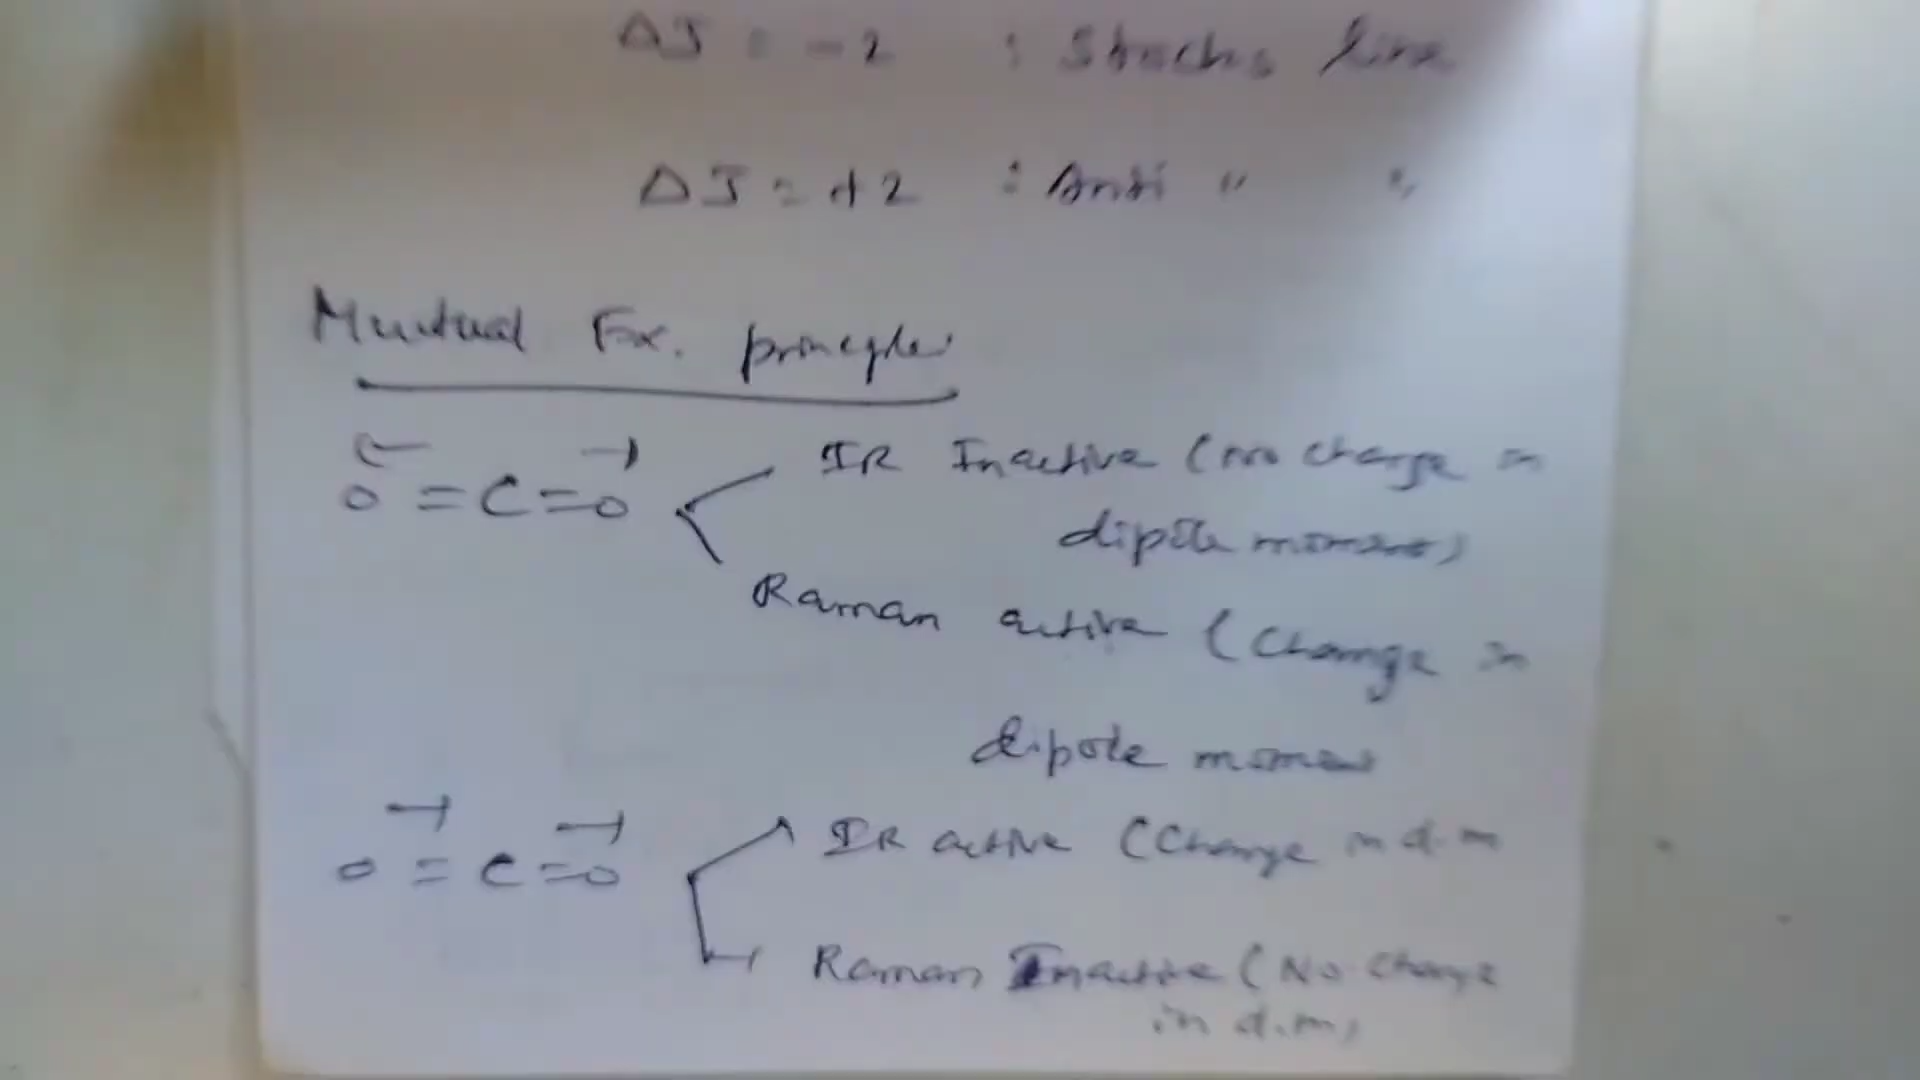 ΔJ = -2 : Stocks line
ΔJ = +2 : Anti " "
Mutual Ex. principle
O = C = O IR Inactive (No change in
dipole moment)
Raman active (Change in
dipole moment
O = C = O IR active (Change in d.m
Raman Inactive (No change
in d.m)